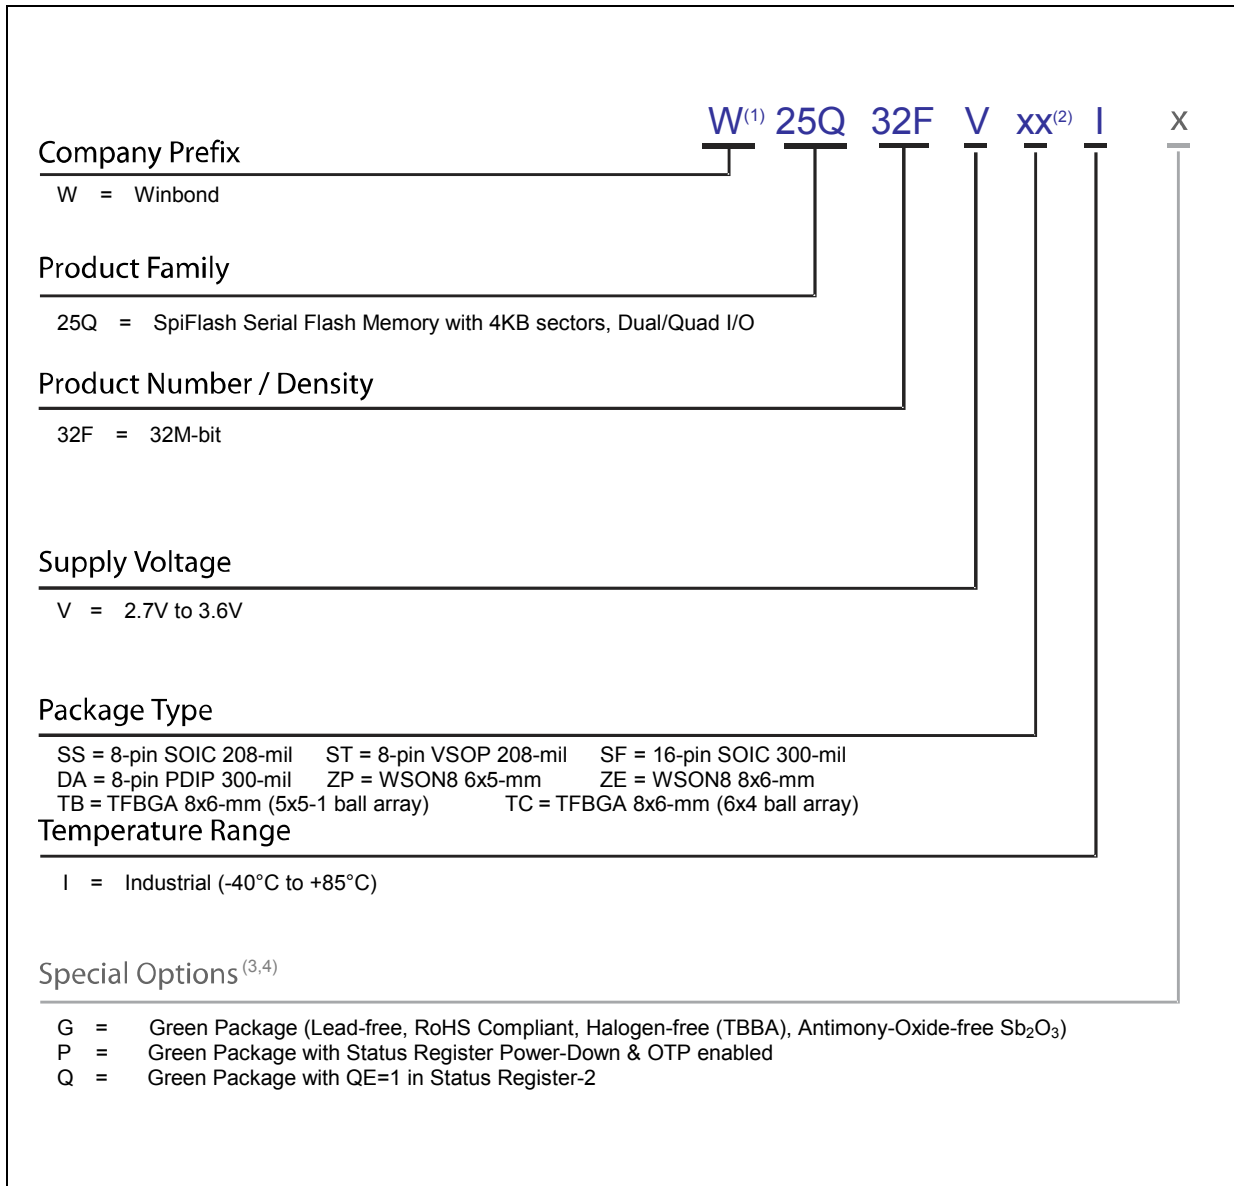 W(1) 25Q 32F V xx(2) I x
Company Prefix
W = Winbond
Product Family
25Q = SpiFlash Serial Flash Memory with 4KB sectors, Dual/Quad I/O
Product Number / Density
32F = 32M-bit
Supply Voltage
V = 2.7V to 3.6V
Package Type
SS = 8-pin SOIC 208-mil ST = 8-pin VSOP 208-mil SF = 16-pin SOIC 300-mil
DA = 8-pin PDIP 300-mil ZP = WSON8 6x5-mm ZE = WSON8 8x6-mm
TB = TFBGA 8x6-mm (5x5-1 ball array) TC = TFBGA 8x6-mm (6x4 ball array)
Temperature Range
I = Industrial (-40°C to +85°C)
Special Options (3,4)
G = Green Package (Lead-free, RoHS Compliant, Halogen-free (TBBA), Antimony-Oxide-free Sb₂O₃)
P = Green Package with Status Register Power-Down & OTP enabled
Q = Green Package with QE=1 in Status Register-2